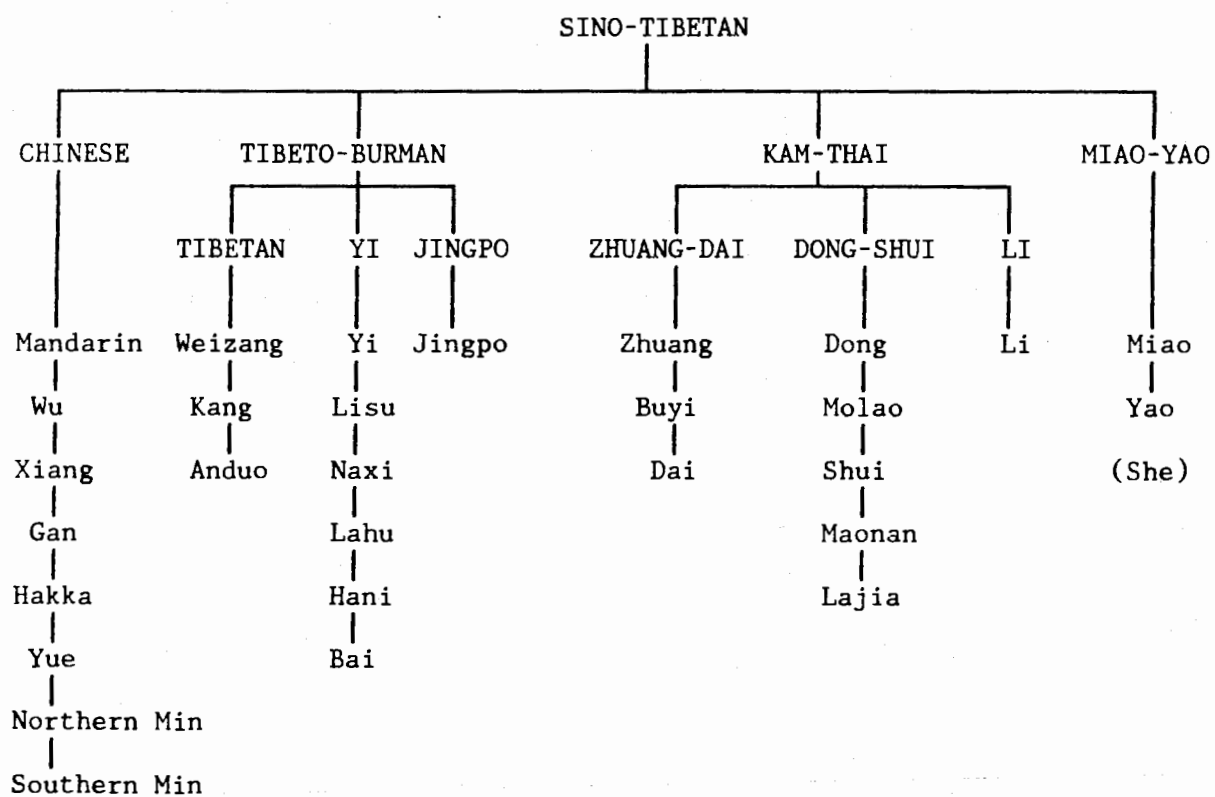 SINO-TIBETAN
CHINESE TIBETO-BURMAN KAM-THAI MIAO-YAO
TIBETAN YI JINGPO ZHUANG-DAI DONG-SHUI LI
Mandarin Weizang Yi Jingpo Zhuang Dong Li Miao
Wu Kang Lisu Buyi Molao Yao
Xiang Anduo Naxi Dai Shui (She)
Gan Lahu Maonan
Hakka Hani Lajia
Yue Bai
Northern Min
Southern Min